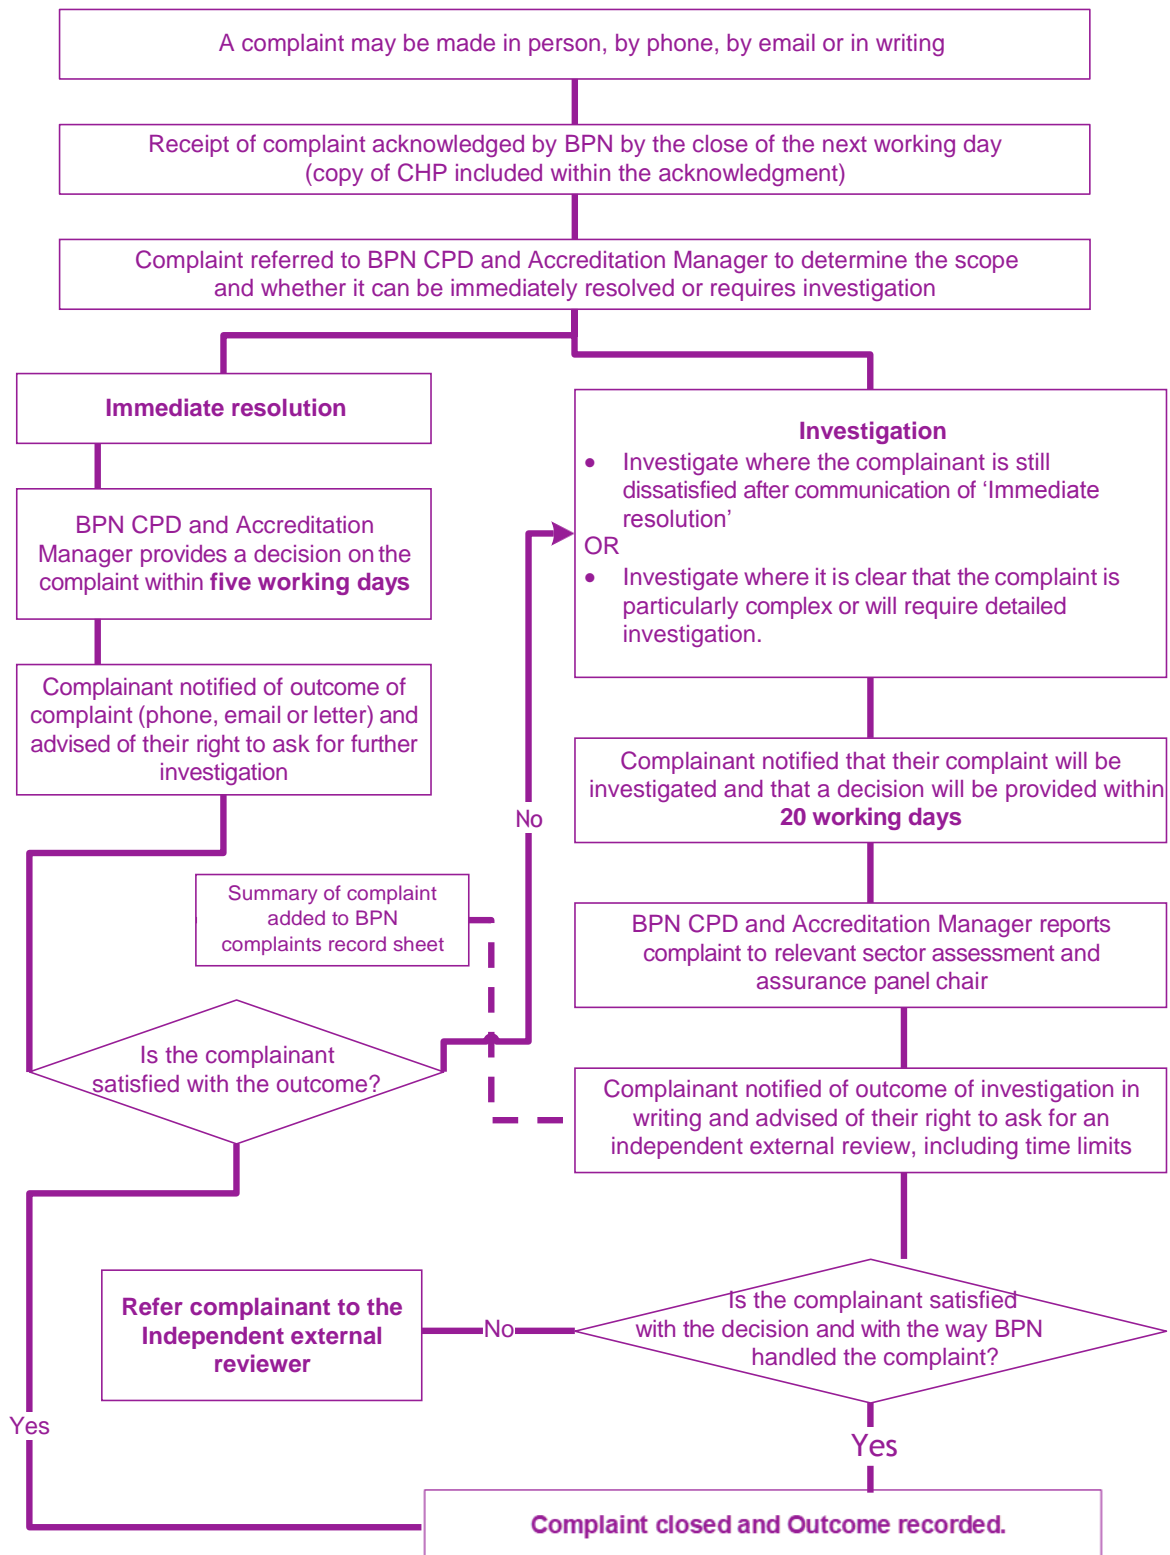 A complaint may be made in person, by phone, by email or in writing
Receipt of complaint acknowledged by BPN by the close of the next working day
(copy of CHP included within the acknowledgment)
Complaint referred to BPN CPD and Accreditation Manager to determine the scope
and whether it can be immediately resolved or requires investigation
Immediate resolution
BPN CPD and Accreditation
Manager provides a decision on the
complaint within five working days
Complainant notified of outcome of
complaint (phone, email or letter) and
advised of their right to ask for further
investigation
Investigation
• Investigate where the complainant is still
dissatisfied after communication of ‘Immediate
resolution’
OR
• Investigate where it is clear that the complaint is
particularly complex or will require detailed
investigation.
Complainant notified that their complaint will be
investigated and that a decision will be provided within
20 working days
No
Summary of complaint
added to BPN
complaints record sheet
BPN CPD and Accreditation Manager reports
complaint to relevant sector assessment and
assurance panel chair
Is the complainant
satisfied with the outcome?
Complainant notified of outcome of investigation in
writing and advised of their right to ask for an
independent external review, including time limits
Refer complainant to the
Independent external
reviewer
No
Is the complainant satisfied
with the decision and with the way BPN
handled the complaint?
Yes
Yes
Complaint closed and Outcome recorded.